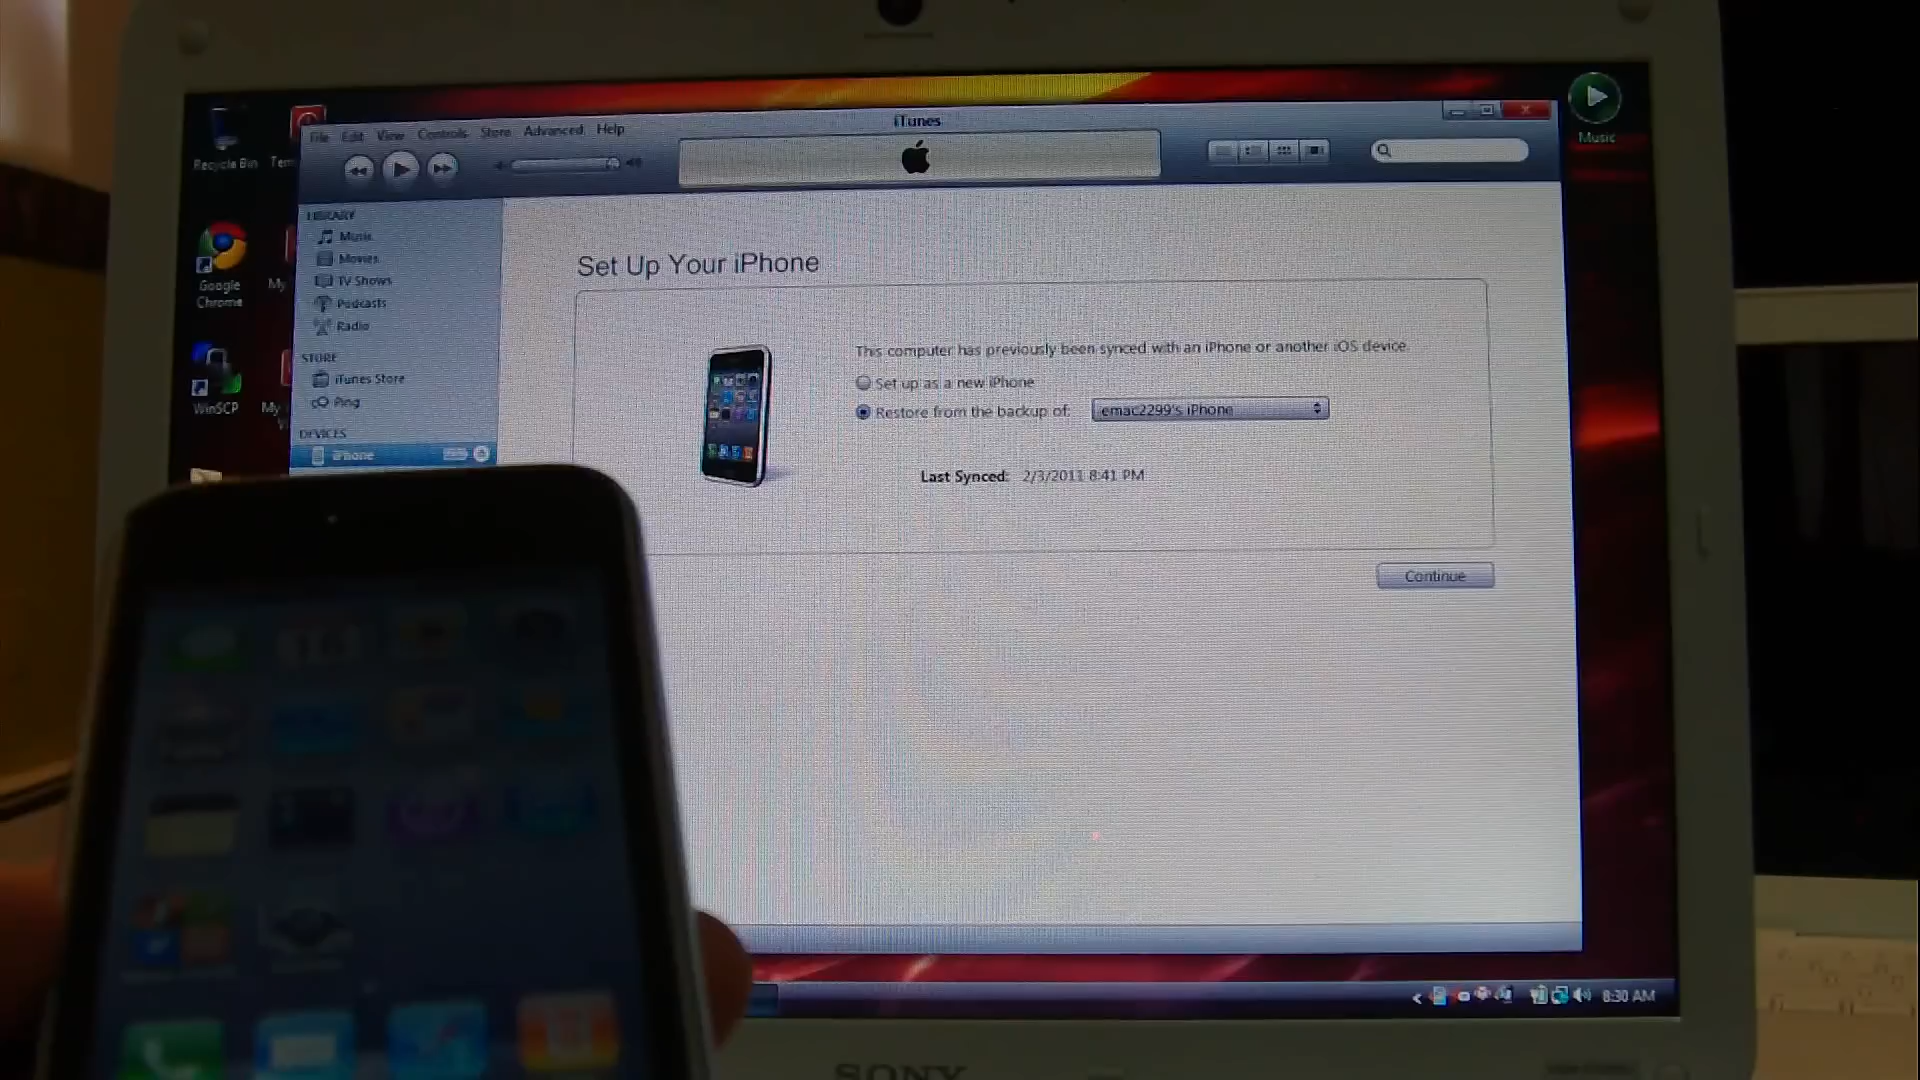 iTunes
File Edit View Controls Store Advanced Help
Music
Recycle Bin
LIBRARY
Music
Movies
TV Shows
Podcasts
Radio
STORE
iTunes Store
Ping
DEVICES
iPhone
Google
Chrome
My
WinSCP
My
Set Up Your iPhone
This computer has previously been synced with an iPhone or another iOS device.
Set up as a new iPhone
Restore from the backup of: emac2299's iPhone
Last Synced: 2/3/2011 8:41 PM
Continue
8:30 AM
SONY